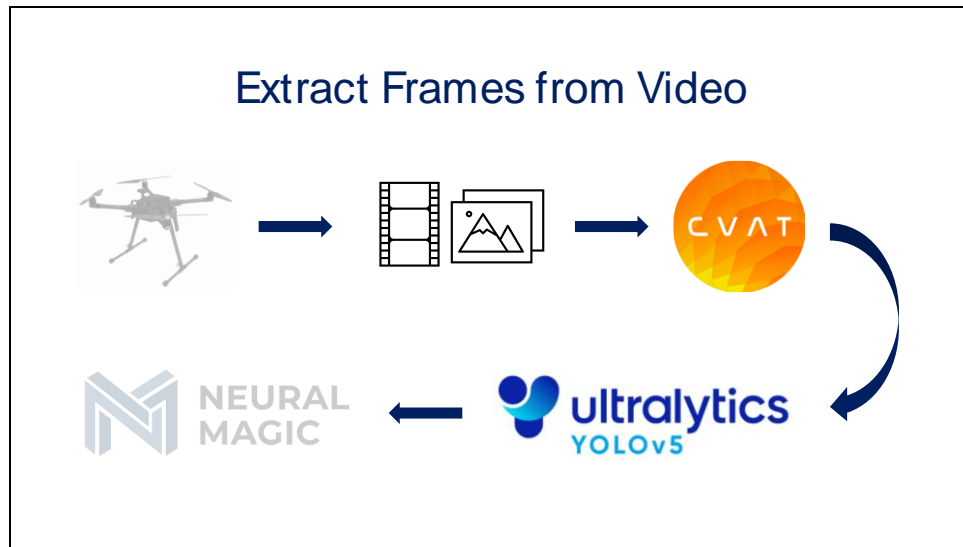 Extract Frames from Video
CVAT
ultralytics
YOLOv5
NEURAL
MAGIC